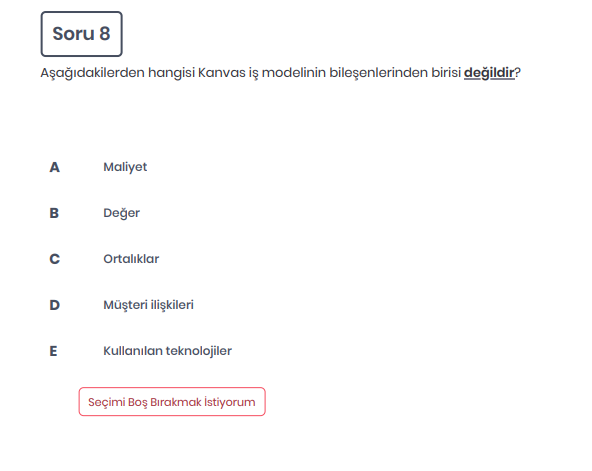 Soru 8
Aşağıdakilerden hangisi Kanvas iş modelinin bileşenlerinden birisi değildir?
A Maliyet
B Değer
C Ortalıklar
D Müşteri ilişkileri
E Kullanılan teknolojiler
Seçimi Boş Bırakmak İstiyorum